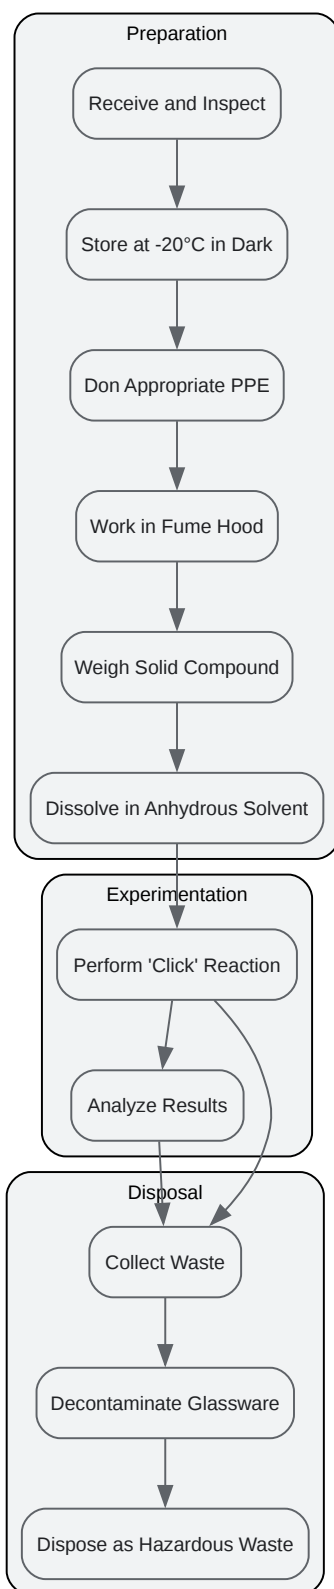 Preparation
Receive and Inspect
Store at -20°C in Dark
Don Appropriate PPE
Work in Fume Hood
Weigh Solid Compound
Dissolve in Anhydrous Solvent
Experimentation
Perform 'Click' Reaction
Analyze Results
Disposal
Collect Waste
Decontaminate Glassware
Dispose as Hazardous Waste